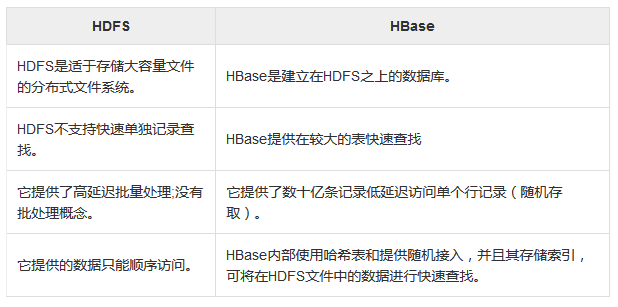 HDFS
HBase
HDFS是适于存储大容量文件
的分布式文件系统。
HBase是建立在HDFS之上的数据库。
HDFS不支持快速单独记录查
找。
HBase提供在较大的表快速查找
它提供了高延迟批量处理;没有
批处理概念。
它提供了数十亿条记录低延迟访问单个行记录（随机存
取）。
它提供的数据只能顺序访问。
HBase内部使用哈希表和提供随机接入，并且其存储索引，
可将在HDFS文件中的数据进行快速查找。